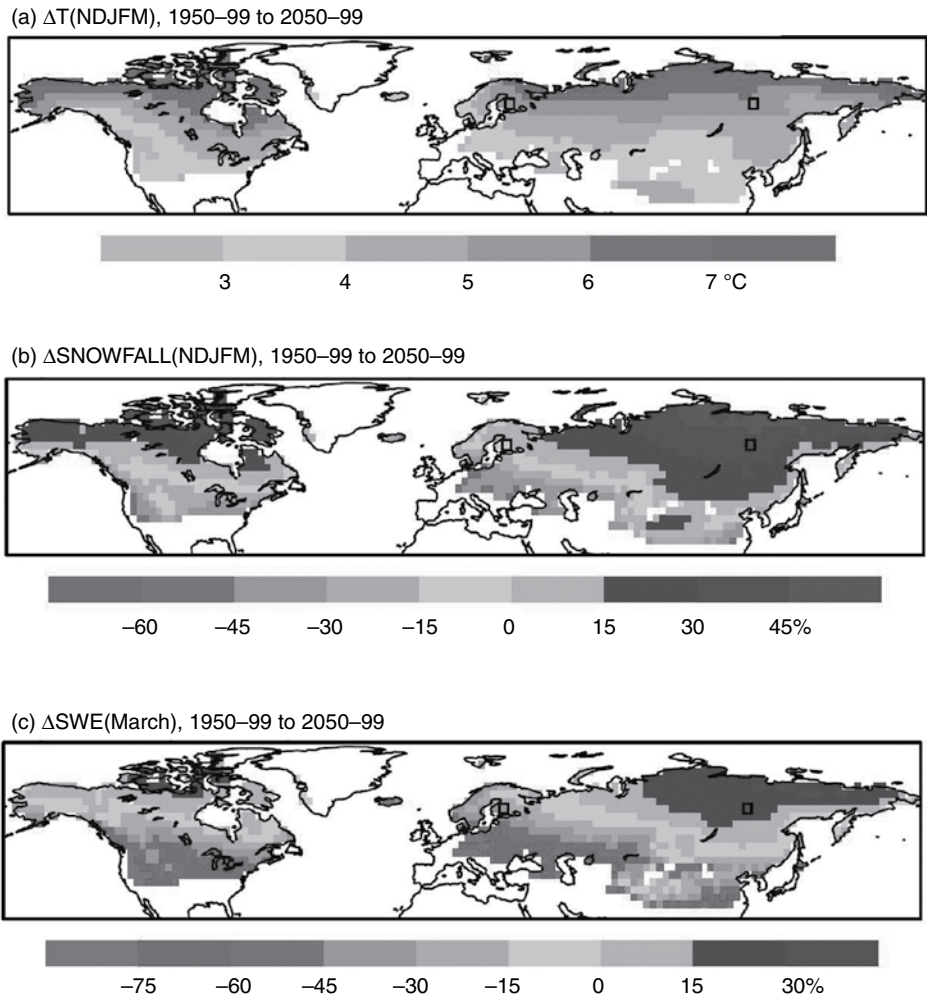 (a) ΔT(NDJFM), 1950–99 to 2050–99
3 4 5 6 7 °C
(b) ΔSNOWFALL(NDJFM), 1950–99 to 2050–99
–60 –45 –30 –15 0 15 30 45%
(c) ΔSWE(March), 1950–99 to 2050–99
–75 –60 –45 –30 –15 0 15 30%